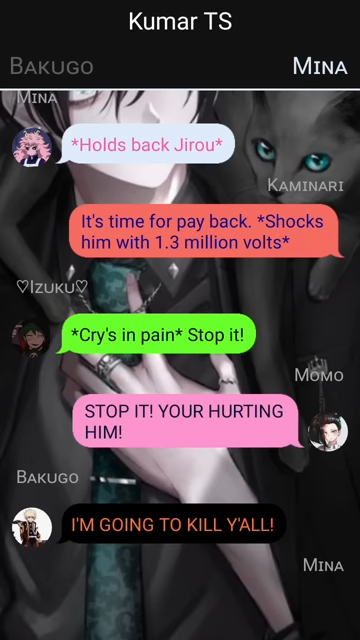 Kumar TS
Bakugo
Mina
Mina
*Holds back Jirou*
Kaminari
It's time for pay back. *Shocks
him with 1.3 million volts*
♡Izuku♡
*Cry's in pain* Stop it!
Momo
STOP IT! YOUR HURTING
HIM!
Bakugo
I'M GOING TO KILL Y'ALL!
Mina